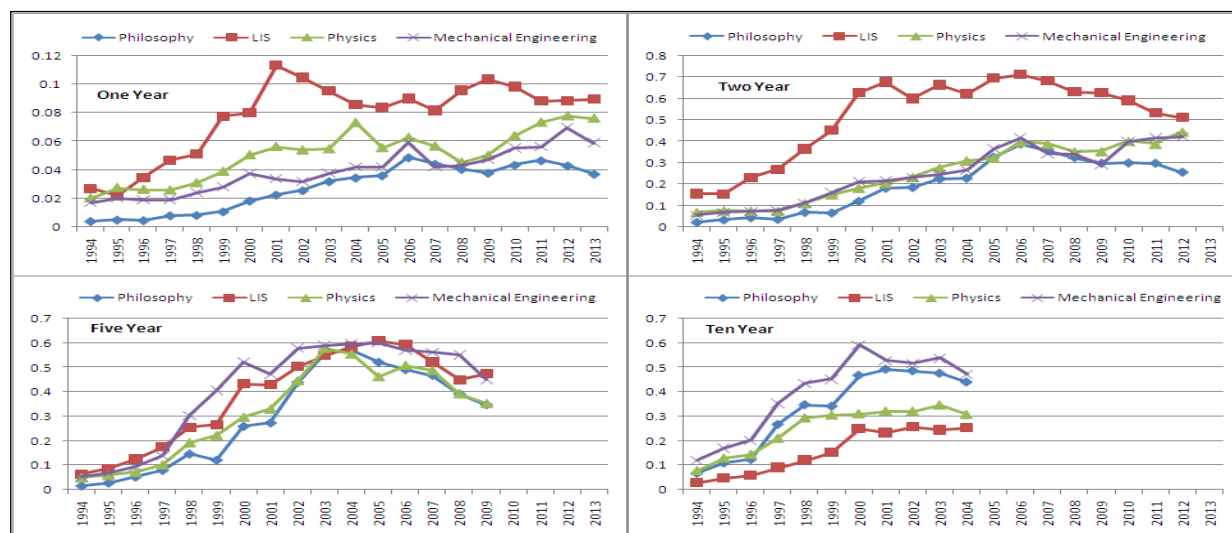 Philosophy LIS Physics Mechanical Engineering
0.12
0.1
0.08
0.06
0.04
0.02
0
One Year
1994 1995 1996 1997 1998 1999 2000 2001 2002 2003 2004 2005 2006 2007 2008 2009 2010 2011 2012 2013
Philosophy LIS Physics Mechanical Engineering
0.8
0.7
0.6
0.5
0.4
0.3
0.2
0.1
0
Two Year
1994 1995 1996 1997 1998 1999 2000 2001 2002 2003 2004 2005 2006 2007 2008 2009 2010 2011 2012 2013
Philosophy LIS Physics Mechanical Engineering
0.7
0.6
0.5
0.4
0.3
0.2
0.1
0
Five Year
1994 1995 1996 1997 1998 1999 2000 2001 2002 2003 2004 2005 2006 2007 2008 2009 2010 2011 2012 2013
Philosophy LIS Physics Mechanical Engineering
0.7
0.6
0.5
0.4
0.3
0.2
0.1
0
Ten Year
1994 1995 1996 1997 1998 1999 2000 2001 2002 2003 2004 2005 2006 2007 2008 2009 2010 2011 2012 2013